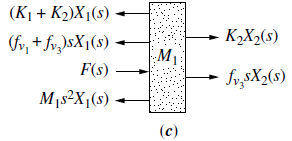 (K₁ + K₂)X₁(s)
(fᵥ₁ + fᵥ₃)sX₁(s)
F(s)
M₁s²X₁(s)
M₁
K₂X₂(s)
fᵥ₃sX₂(s)
(c)